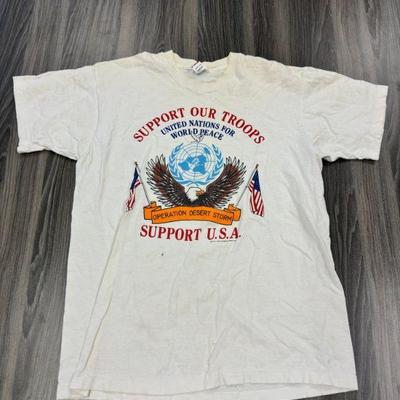 SUPPORT OUR TROOPS
UNITED NATIONS FOR
WORLD PEACE
OPERATION DESERT STORM
SUPPORT U.S.A.